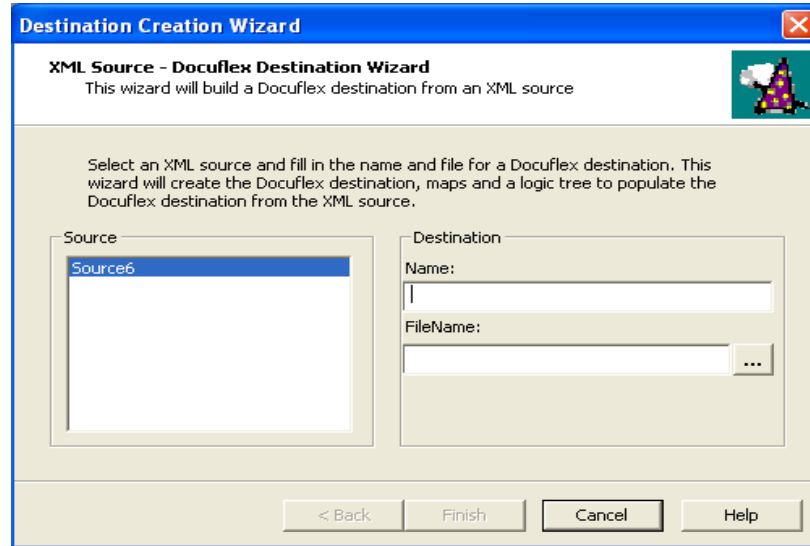 Destination Creation Wizard
XML Source - Docuflex Destination Wizard
This wizard will build a Docuflex destination from an XML source
Select an XML source and fill in the name and file for a Docuflex destination. This
wizard will create the Docuflex destination, maps and a logic tree to populate the
Docuflex destination from the XML source.
Source
Source6
Destination
Name:
FileName:
...
< Back
Finish
Cancel
Help